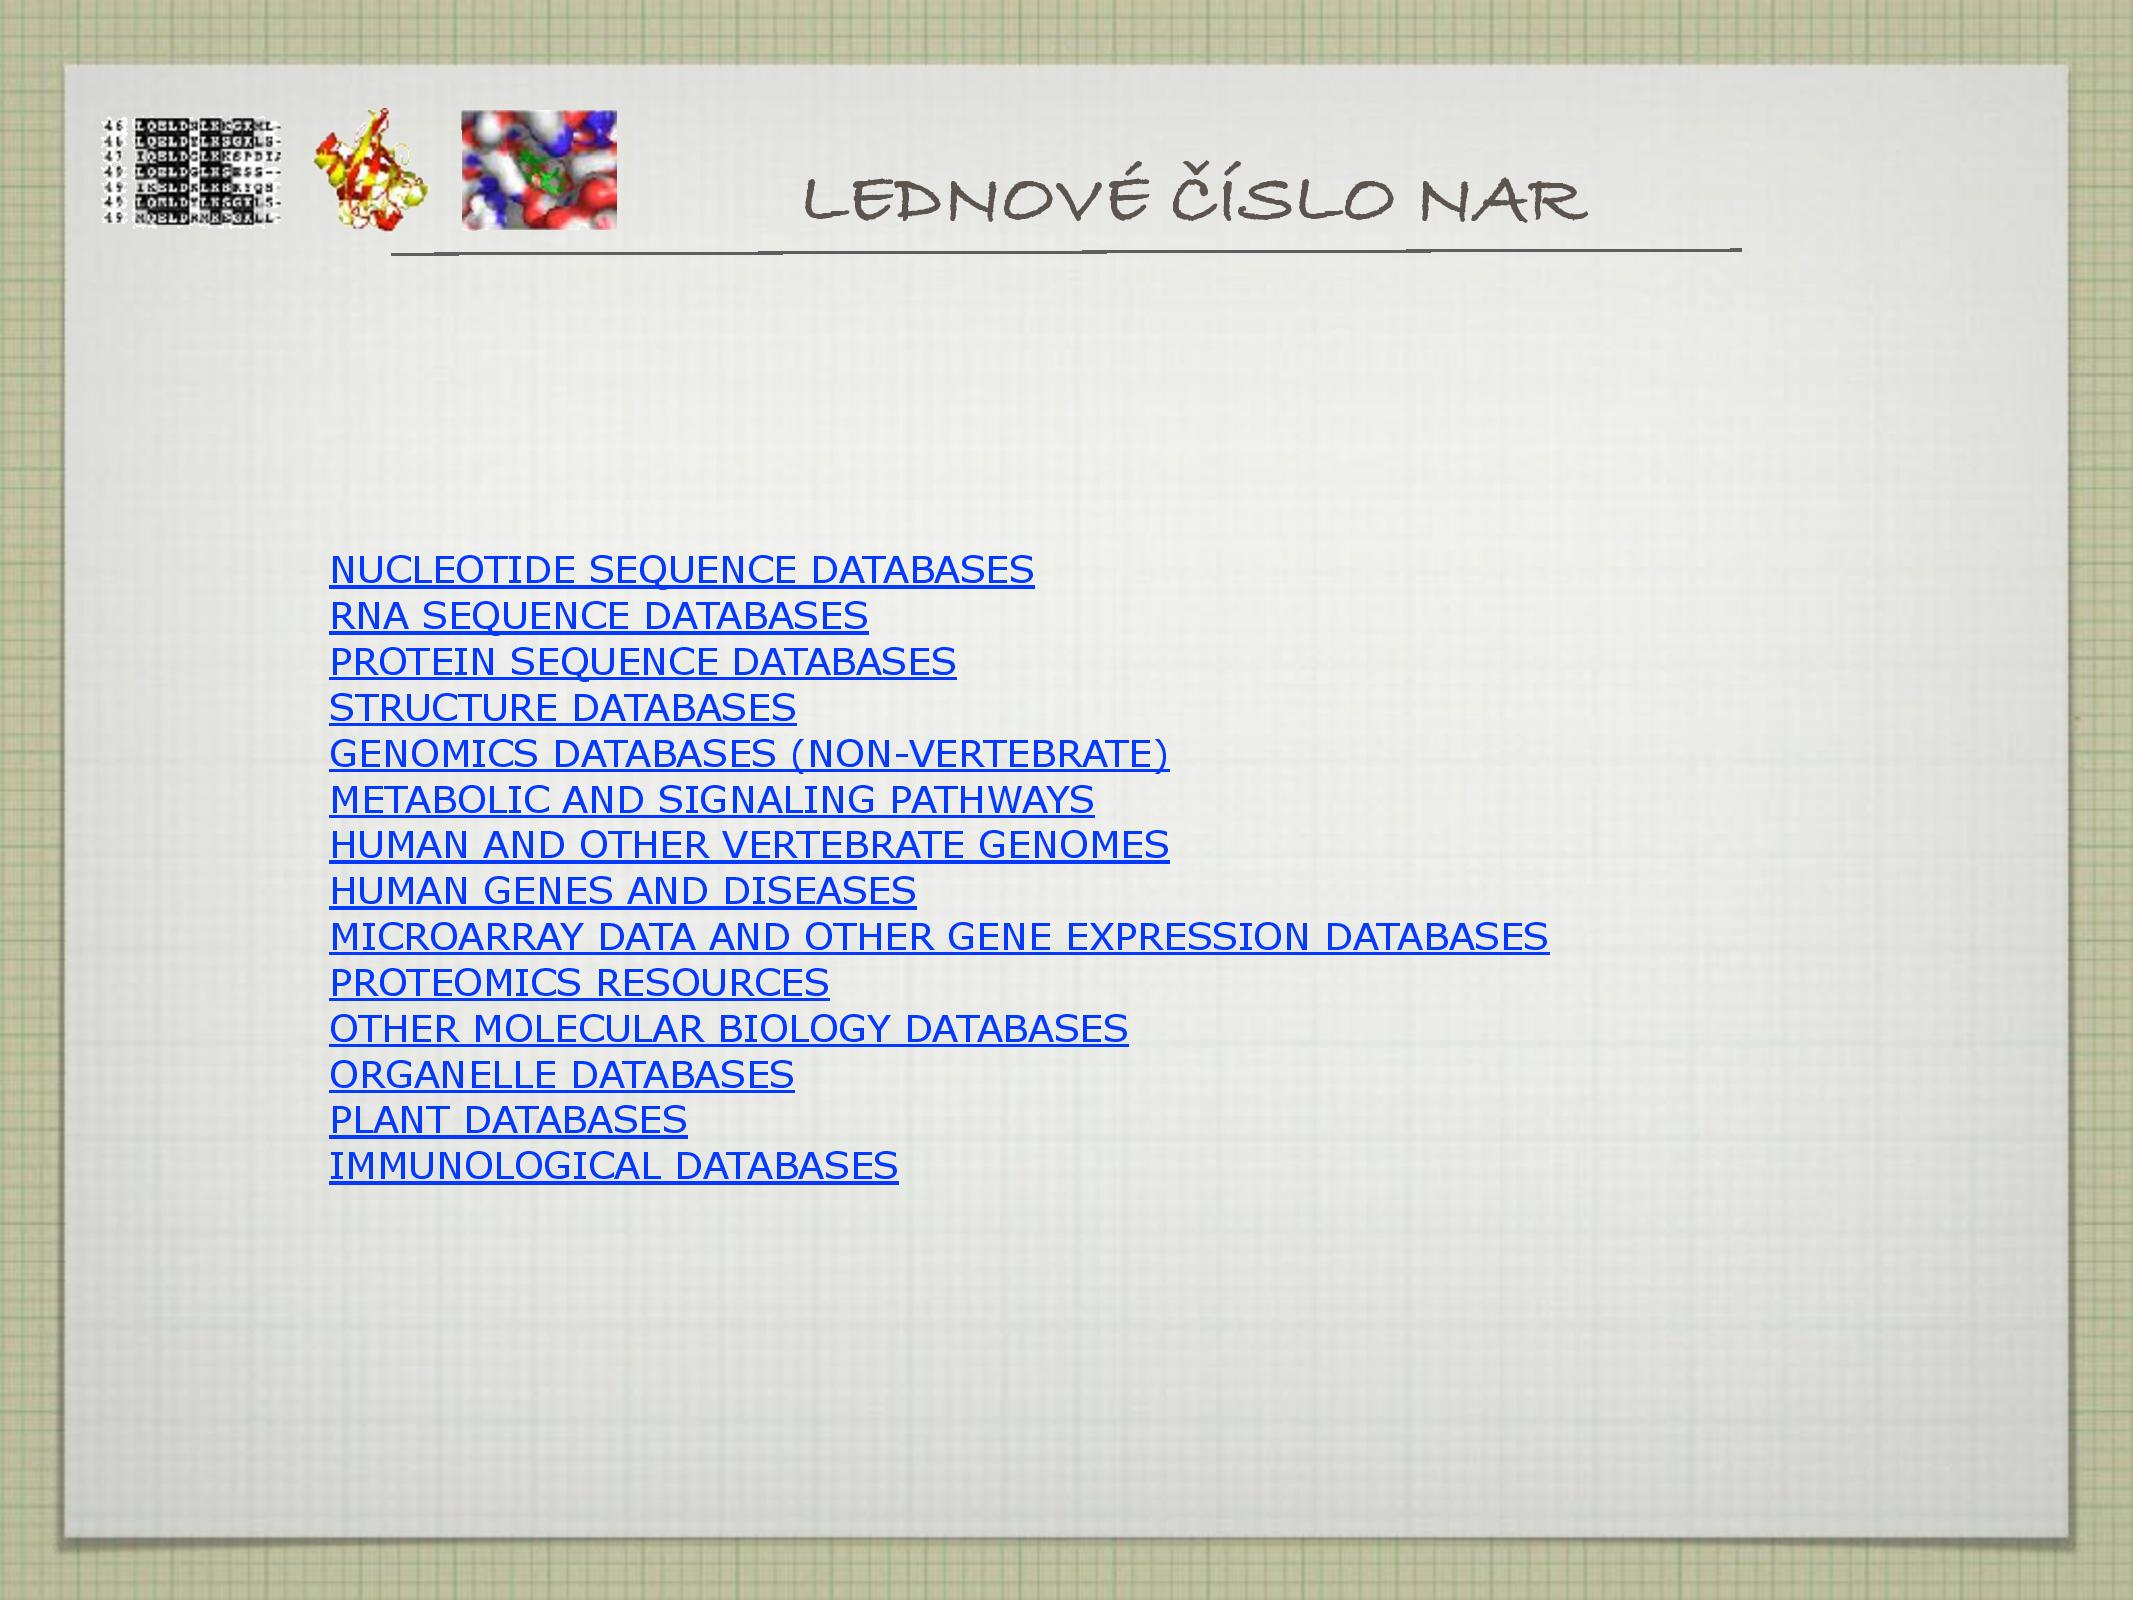 LEDNOVÉ ČÍSLO NAR
NUCLEOTIDE SEQUENCE DATABASES
RNA SEQUENCE DATABASES
PROTEIN SEQUENCE DATABASES
STRUCTURE DATABASES
GENOMICS DATABASES (NON-VERTEBRATE)
METABOLIC AND SIGNALING PATHWAYS
HUMAN AND OTHER VERTEBRATE GENOMES
HUMAN GENES AND DISEASES
MICROARRAY DATA AND OTHER GENE EXPRESSION DATABASES
PROTEOMICS RESOURCES
OTHER MOLECULAR BIOLOGY DATABASES
ORGANELLE DATABASES
PLANT DATABASES
IMMUNOLOGICAL DATABASES